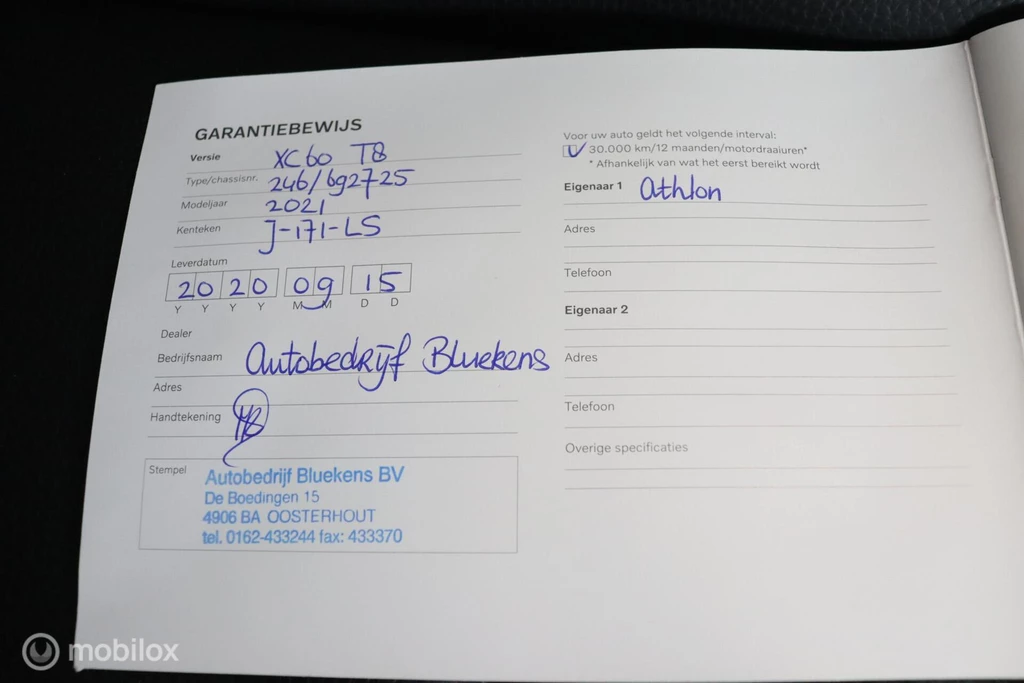 GARANTIEBEWIJS
Versie XC60 T8
Type/chassisnr. 246/692725
Modeljaar 2021
Kenteken J-171-LS
Leverdatum
2020 09 15
Y Y Y Y M M D D
Dealer
Bedrijfsnaam Autobedrijf Bluekens
Adres
Handtekening
Stempel
Autobedrijf Bluekens BV
De Boedingen 15
4906 BA OOSTERHOUT
tel. 0162-433244 fax: 433370
Voor uw auto geldt het volgende interval:
30.000 km/12 maanden/motordraaiuren*
* Afhankelijk van wat het eerst bereikt wordt
Eigenaar 1 Athlon
Adres
Telefoon
Eigenaar 2
Adres
Telefoon
Overige specificaties
mobilox